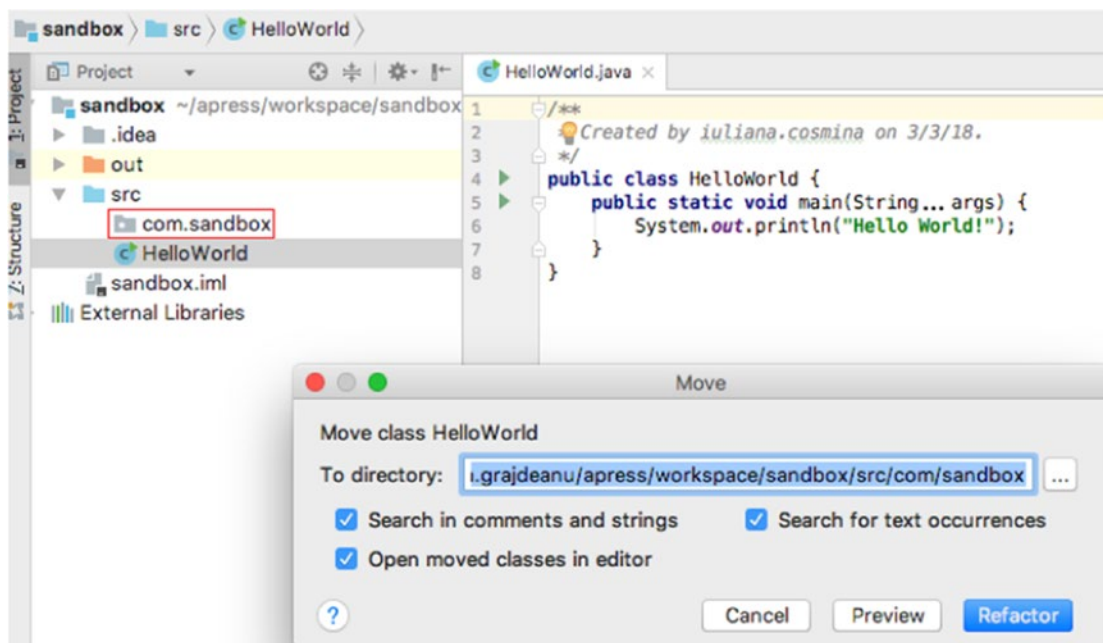 sandbox src HelloWorld
1: Project
Project
sandbox ~/apress/workspace/sandbox
.idea
out
src
com.sandbox
HelloWorld
sandbox.iml
External Libraries
Z: Structure
HelloWorld.java
1 /**
2 * Created by iuliana.cosmina on 3/3/18.
3 */
4 public class HelloWorld {
5 public static void main(String... args) {
6 System.out.println("Hello World!");
7 }
8 }
Move
Move class HelloWorld
To directory: .grajdeanu/apress/workspace/sandbox/src/com/sandbox ...
Search in comments and strings Search for text occurrences
Open moved classes in editor
? Cancel Preview Refactor